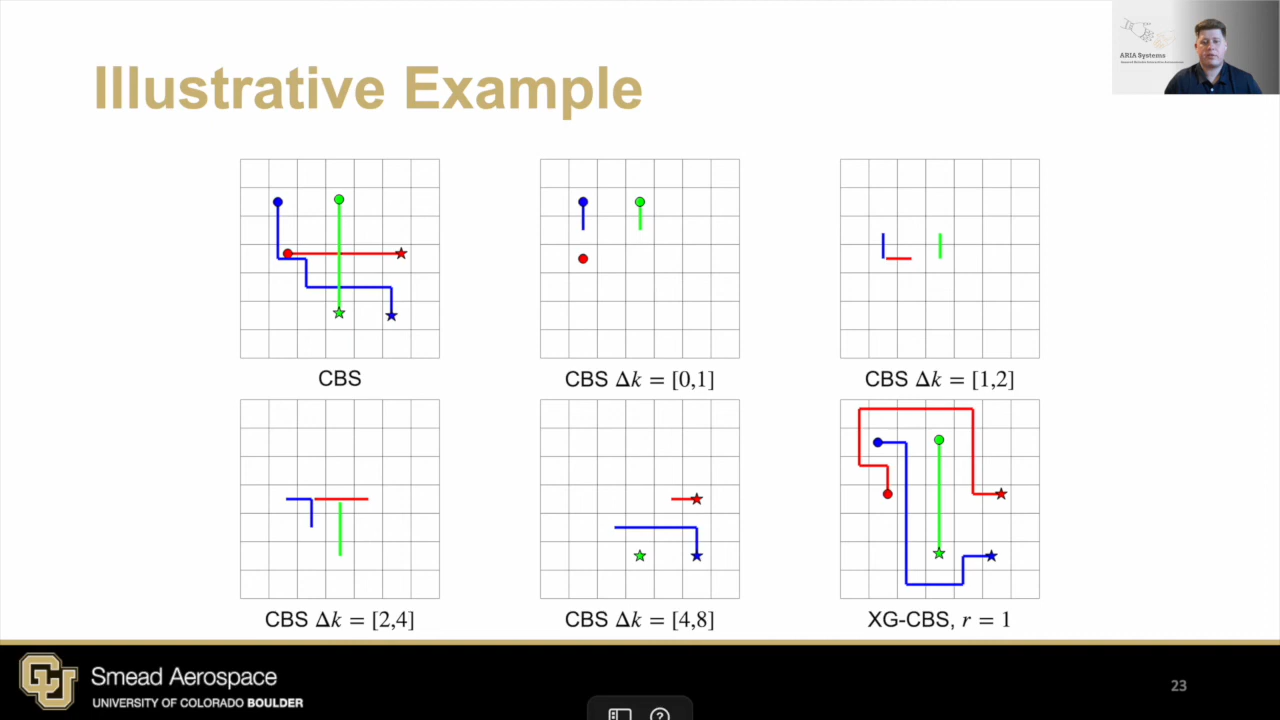 ARIA Systems
Illustrative Example
CBS
CBS Δk = [0,1]
CBS Δk = [1,2]
CBS Δk = [2,4]
CBS Δk = [4,8]
XG-CBS, r = 1
CU
Smead Aerospace
UNIVERSITY OF COLORADO BOULDER
23